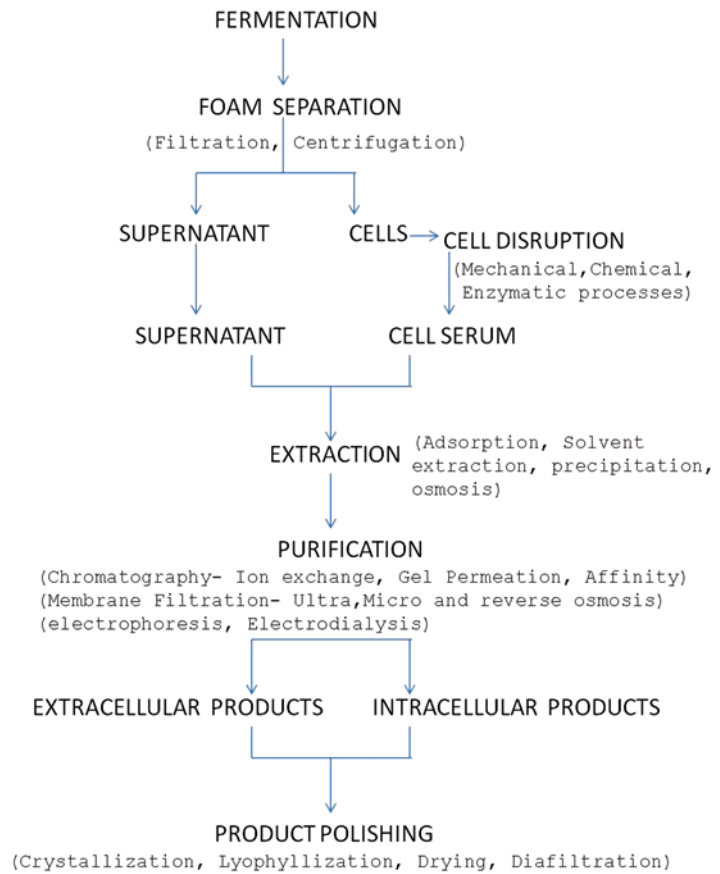 FERMENTATION
FOAM SEPARATION
(Filtration, Centrifugation)
SUPERNATANT
CELLS
CELL DISRUPTION
(Mechanical,Chemical,
Enzymatic processes)
SUPERNATANT
CELL SERUM
EXTRACTION
(Adsorption, Solvent
extraction, precipitation,
osmosis)
PURIFICATION
(Chromatography- Ion exchange, Gel Permeation, Affinity)
(Membrane Filtration- Ultra,Micro and reverse osmosis)
(electrophoresis, Electrodialysis)
EXTRACELLULAR PRODUCTS
INTRACELLULAR PRODUCTS
PRODUCT POLISHING
(Crystallization, Lyophyllization, Drying, Diafiltration)